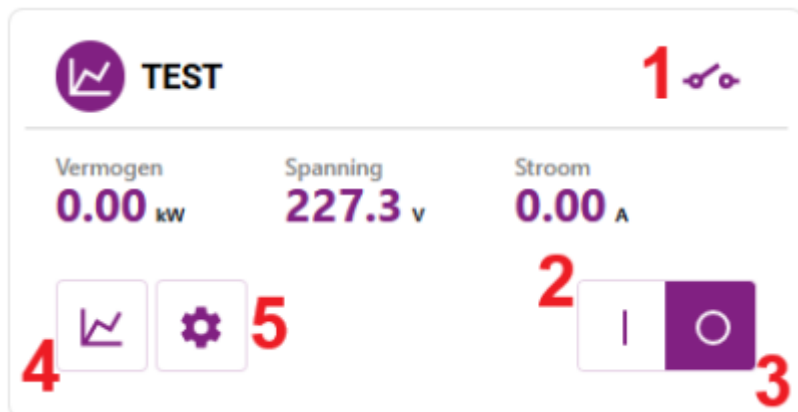 TEST 1
Vermogen Spanning Stroom
0.00 kW 227.3 V 0.00 A
2
4 5 3